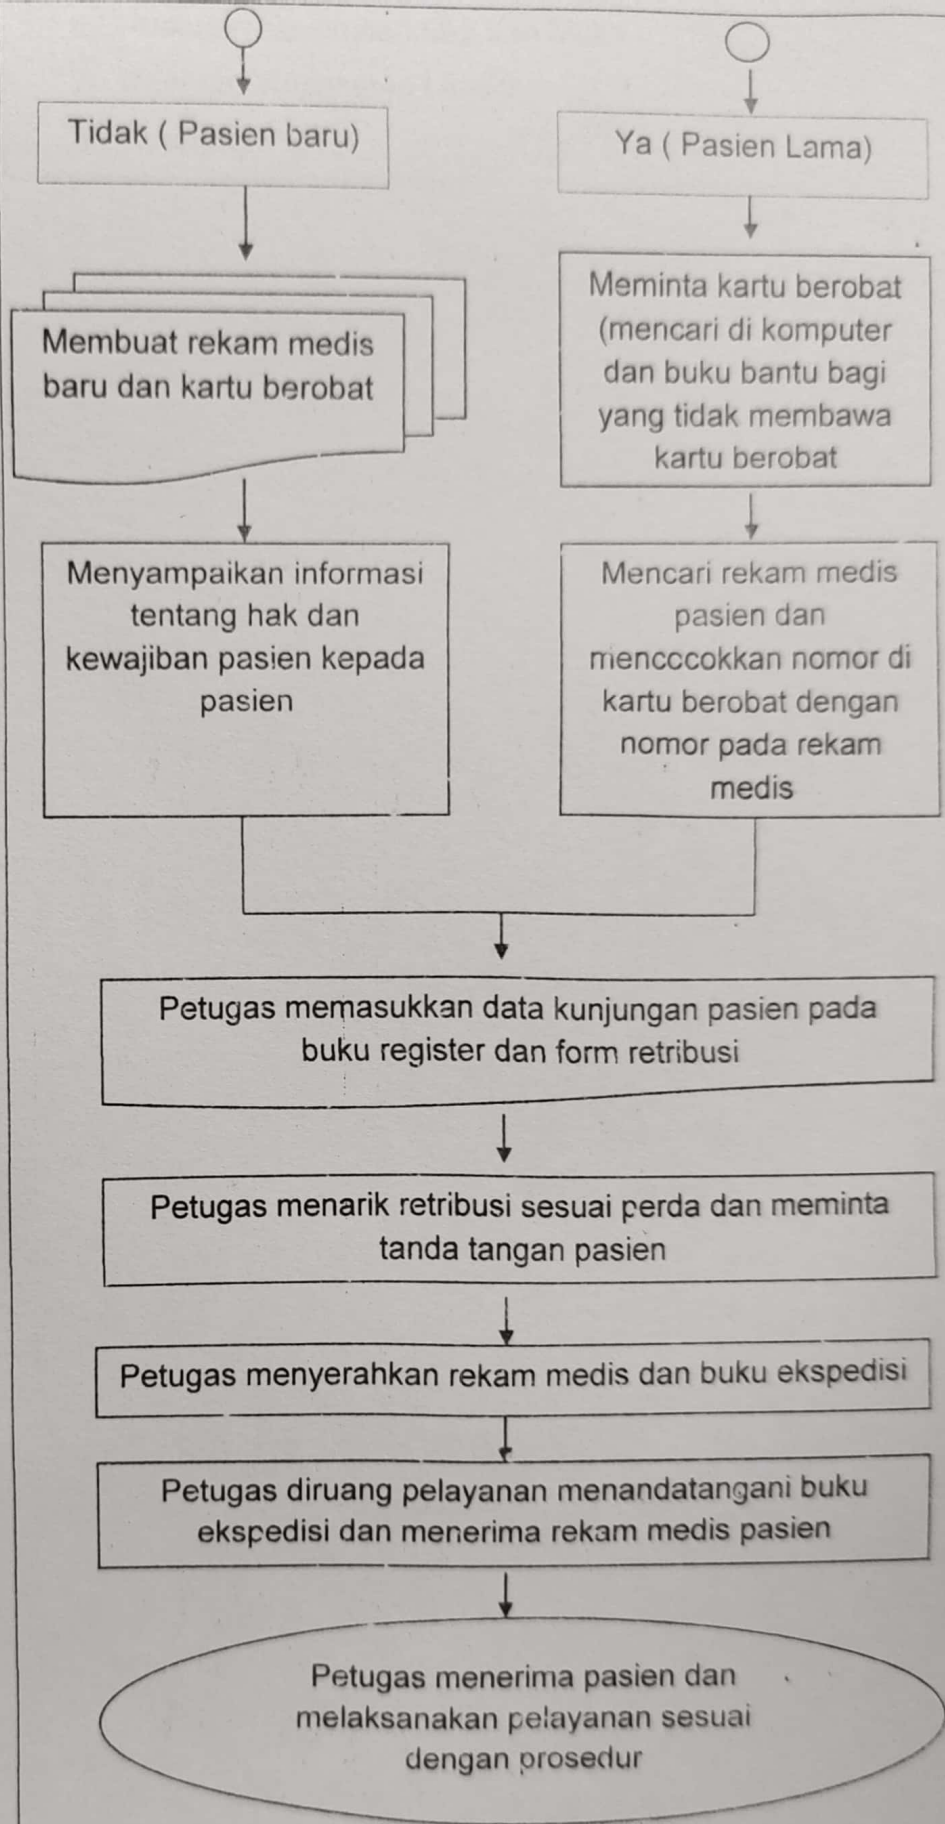 Tidak ( Pasien baru)
Membuat rekam medis
baru dan kartu berobat
Menyampaikan informasi
tentang hak dan
kewajiban pasien kepada
pasien
Ya ( Pasien Lama)
Meminta kartu berobat
(mencari di komputer
dan buku bantu bagi
yang tidak membawa
kartu berobat
Mencari rekam medis
pasien dan
mencccokkan nomor di
kartu berobat dengan
nomor pada rekam
medis
Petugas memasukkan data kunjungan pasien pada
buku register dan form retribusi
Petugas menarik retribusi sesuai perda dan meminta
tanda tangan pasien
Petugas menyerahkan rekam medis dan buku ekspedisi
Petugas diruang pelayanan menandatangani buku
ekspedisi dan menerima rekam medis pasien
Petugas menerima pasien dan
melaksanakan pelayanan sesuai
dengan prosedur